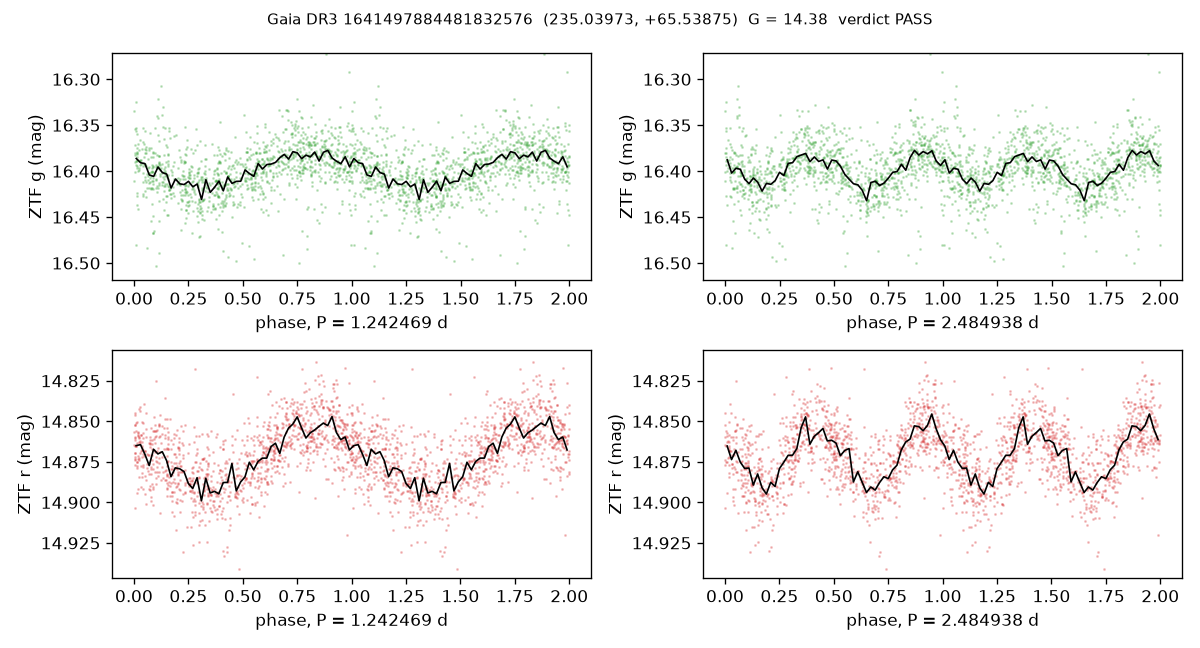 Gaia DR3 1641497884481832576  (235.03973, +65.53875)  G = 14.38  verdict PASS
ZTF g (mag)
16.30
16.35
16.40
16.45
16.50
0.00 0.25 0.50 0.75 1.00 1.25 1.50 1.75 2.00
phase, P = 1.242469 d
ZTF g (mag)
16.30
16.35
16.40
16.45
16.50
0.00 0.25 0.50 0.75 1.00 1.25 1.50 1.75 2.00
phase, P = 2.484938 d
ZTF r (mag)
14.825
14.850
14.875
14.900
14.925
0.00 0.25 0.50 0.75 1.00 1.25 1.50 1.75 2.00
phase, P = 1.242469 d
ZTF r (mag)
14.825
14.850
14.875
14.900
14.925
0.00 0.25 0.50 0.75 1.00 1.25 1.50 1.75 2.00
phase, P = 2.484938 d